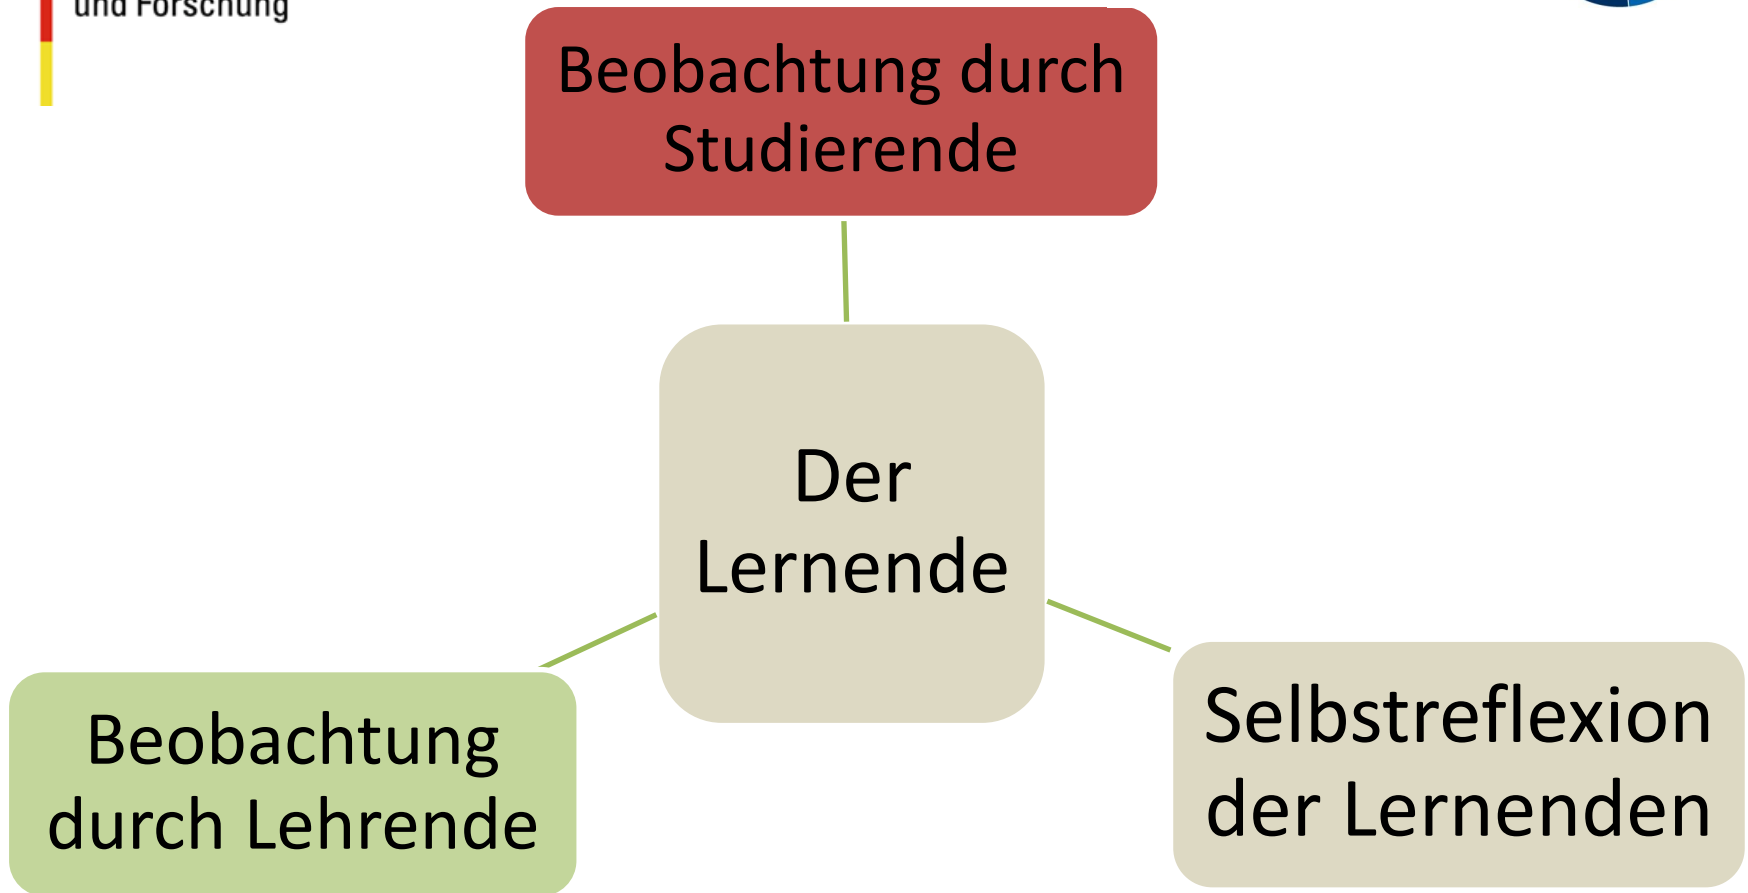 und Forschung
Beobachtung durch
Studierende
Der
Lernende
Beobachtung
durch Lehrende
Selbstreflexion
der Lernenden